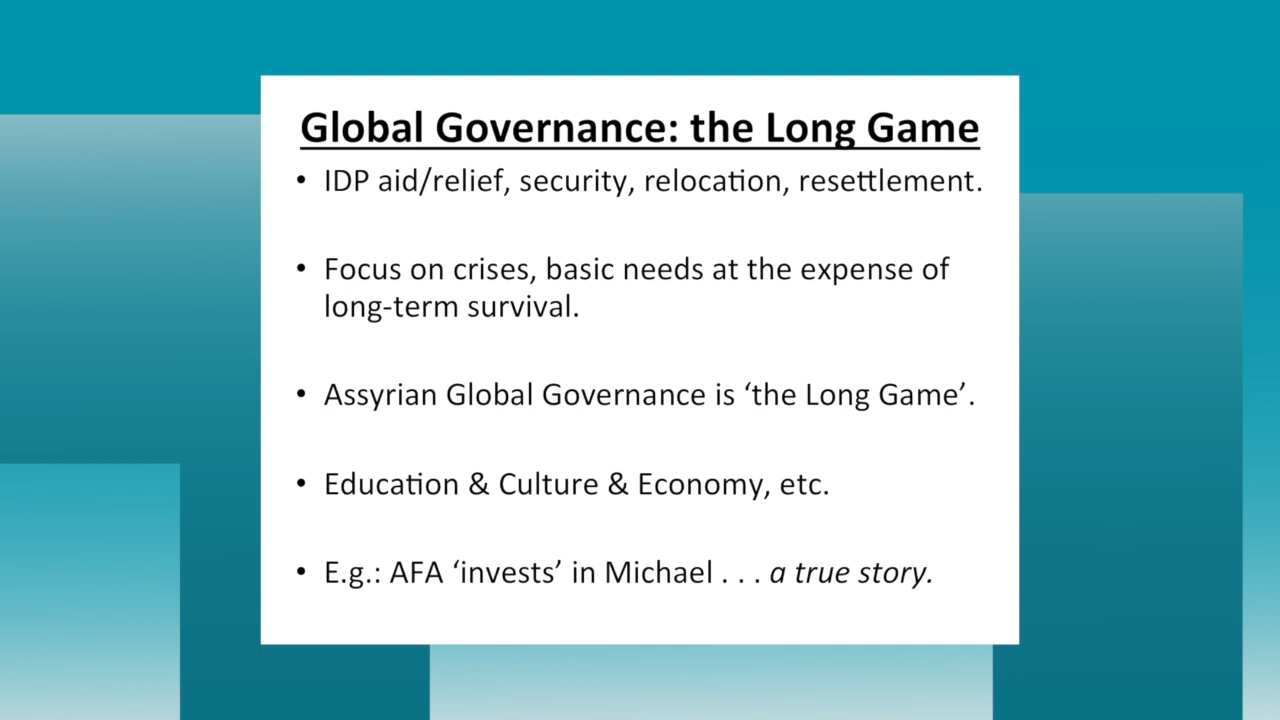 Global Governance: the Long Game
• IDP aid/relief, security, relocation, resettlement.
• Focus on crises, basic needs at the expense of
long-term survival.
• Assyrian Global Governance is ‘the Long Game’.
• Education & Culture & Economy, etc.
• E.g.: AFA ‘invests’ in Michael . . . a true story.